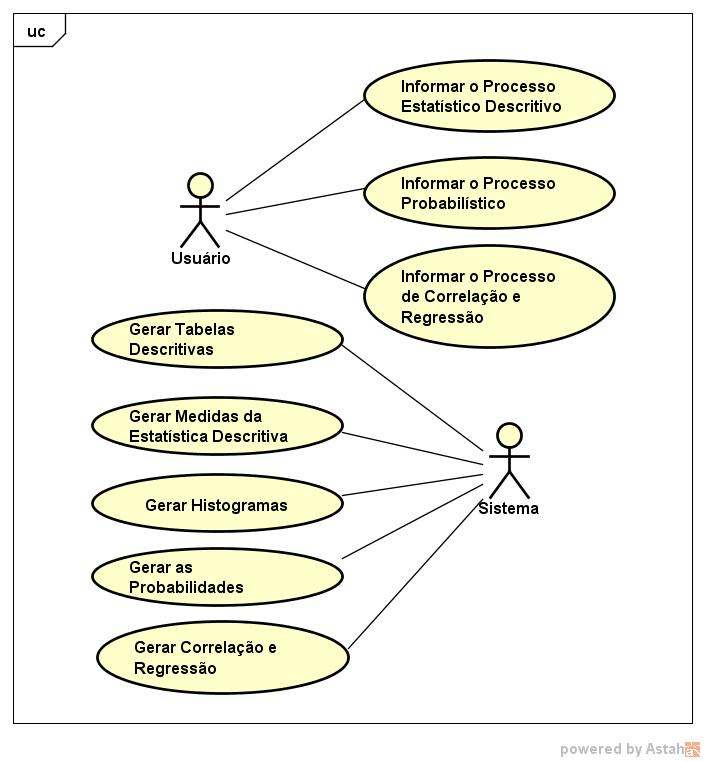 uc
Informar o Processo
Estatístico Descritivo
Informar o Processo
Probabilístico
Usuário
Informar o Processo
de Correlação e
Regressão
Gerar Tabelas
Descritivas
Gerar Medidas da
Estatística Descritiva
Gerar Histogramas
Sistema
Gerar as
Probabilidades
Gerar Correlação e
Regressão
powered by Astah